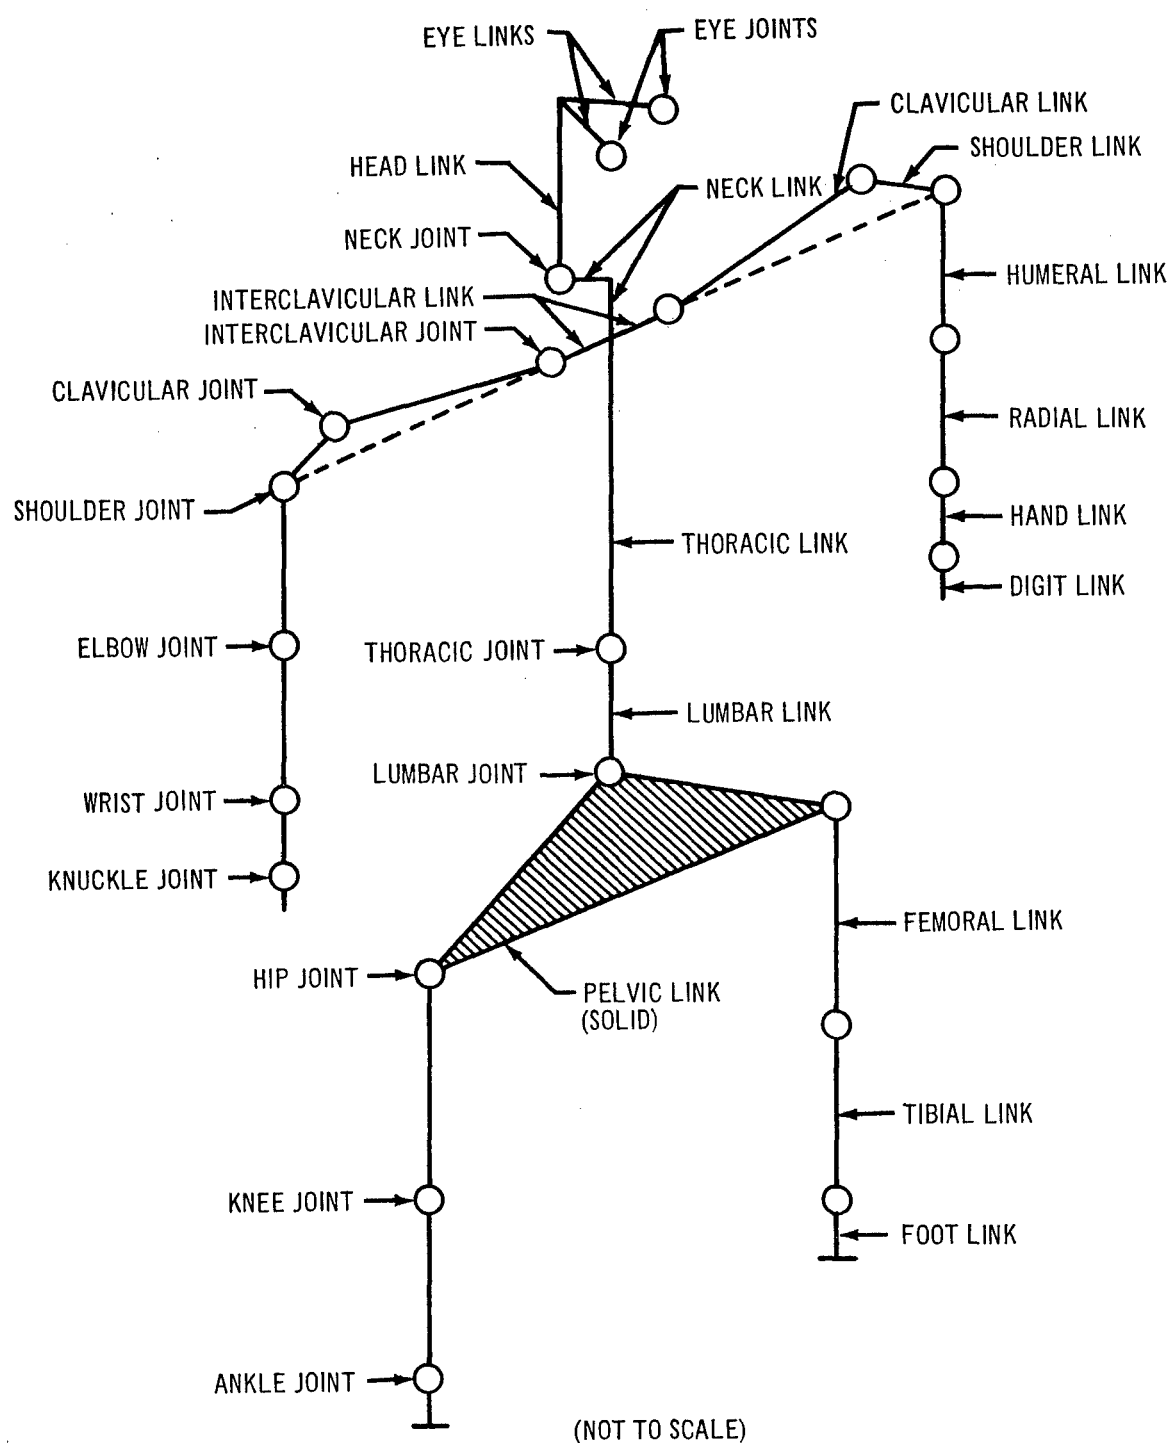 EYE LINKS
EYE JOINTS
CLAVICULAR LINK
SHOULDER LINK
HEAD LINK
NECK LINK
NECK JOINT
HUMERAL LINK
INTERCLAVICULAR LINK
INTERCLAVICULAR JOINT
CLAVICULAR JOINT
RADIAL LINK
SHOULDER JOINT
HAND LINK
THORACIC LINK
DIGIT LINK
ELBOW JOINT
THORACIC JOINT
LUMBAR LINK
LUMBAR JOINT
WRIST JOINT
KNUCKLE JOINT
FEMORAL LINK
HIP JOINT
PELVIC LINK
(SOLID)
TIBIAL LINK
KNEE JOINT
FOOT LINK
ANKLE JOINT
(NOT TO SCALE)